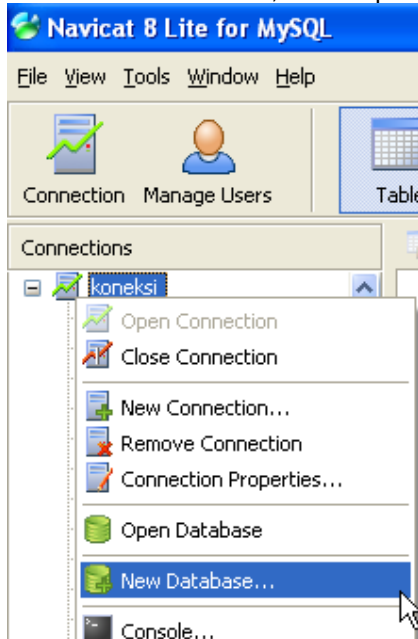 Navicat 8 Lite for MySQL
File View Tools Window Help
Connection Manage Users Table
Connections
koneksi
Open Connection
Close Connection
New Connection...
Remove Connection
Connection Properties...
Open Database
New Database...
Console...